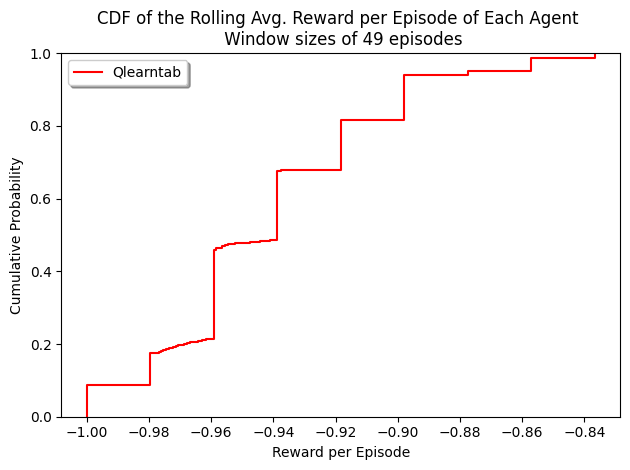 CDF of the Rolling Avg. Reward per Episode of Each Agent
Window sizes of 49 episodes
Qlearntab
Cumulative Probability
1.0
0.8
0.6
0.4
0.2
0.0
−1.00 −0.98 −0.96 −0.94 −0.92 −0.90 −0.88 −0.86 −0.84
Reward per Episode